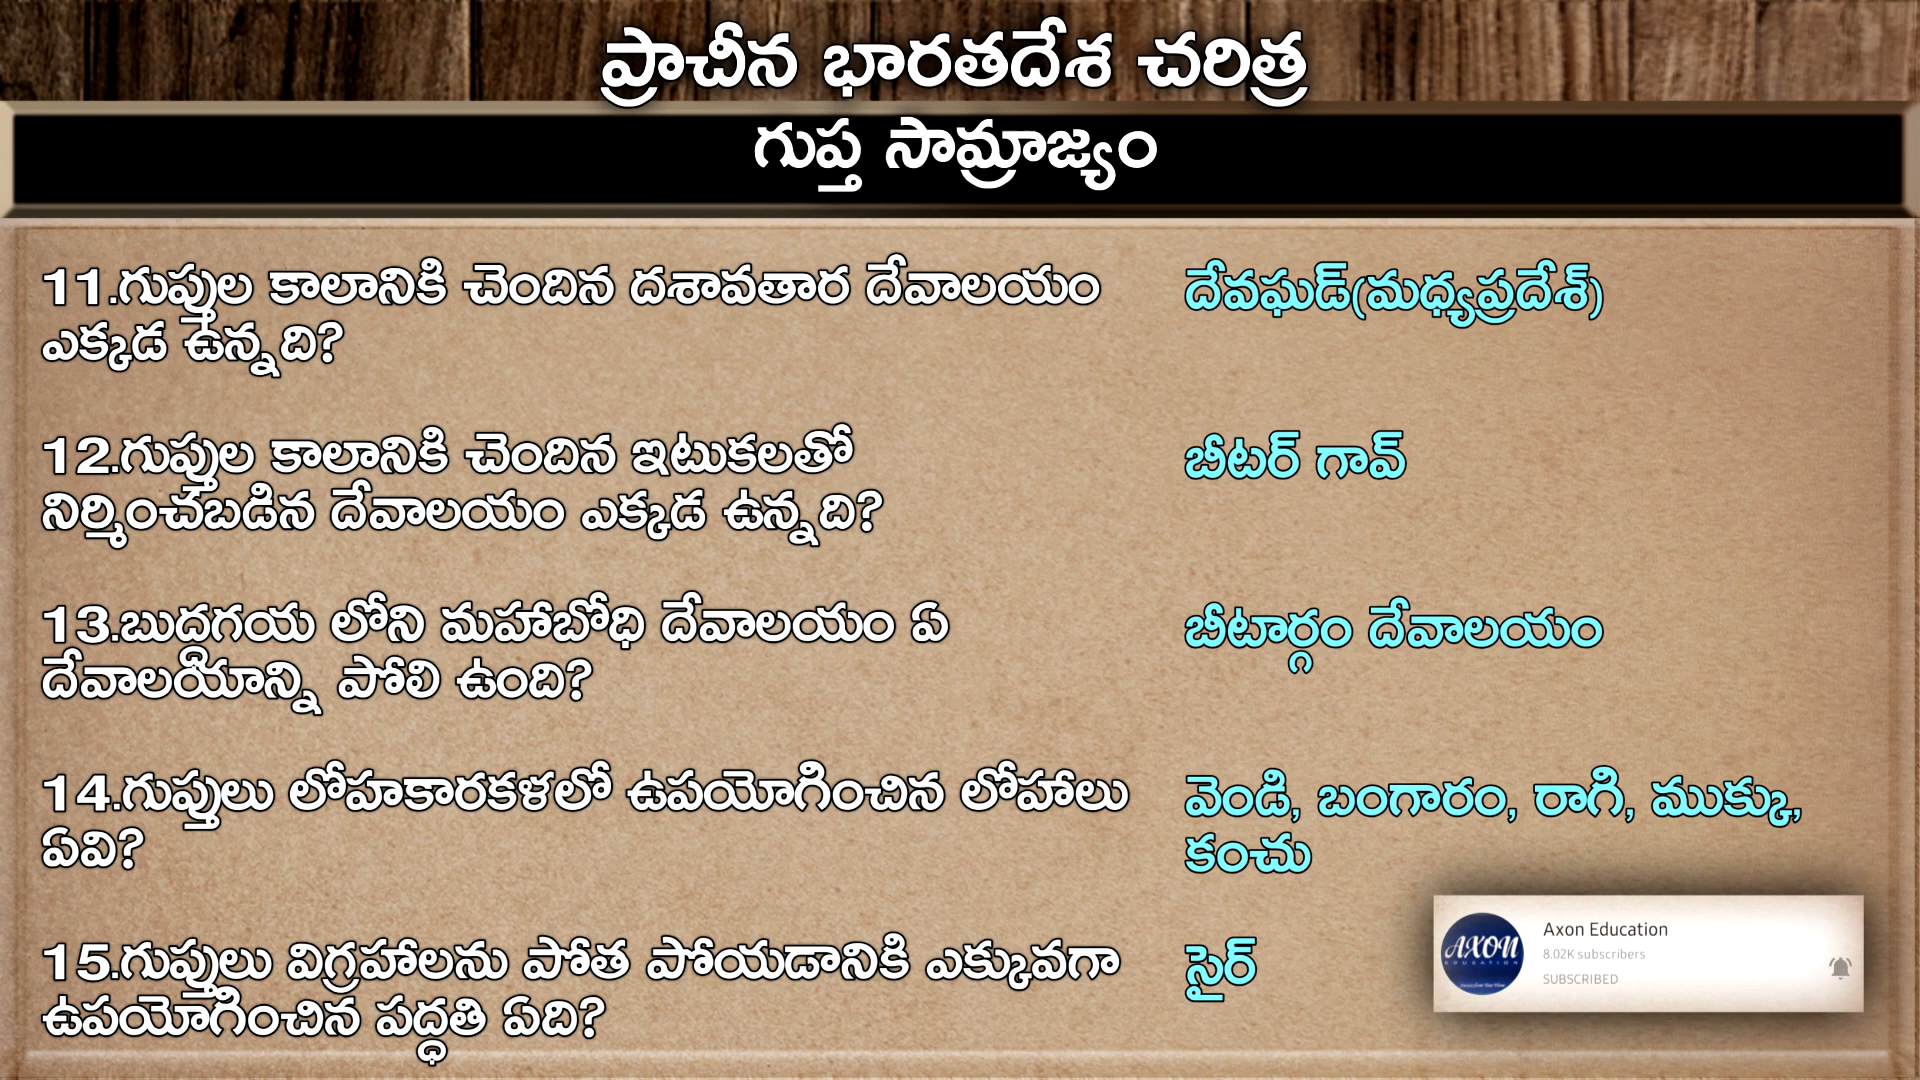 ప్రాచీన భారతదేశ చరిత్ర
గుప్త సామ్రాజ్యం
11.గుప్తుల కాలానికి చెందిన దశావతార దేవాలయం
ఎక్కడ ఉన్నది?
దేవఘడ్(మధ్యప్రదేశ్)
12.గుప్తుల కాలానికి చెందిన ఇటుకలతో
నిర్మించబడిన దేవాలయం ఎక్కడ ఉన్నది?
బీటర్ గావ్
13.బుద్ధగయ లోని మహాబోధి దేవాలయం ఏ
దేవాలయాన్ని పోలి ఉంది?
బీటార్గం దేవాలయం
14.గుప్తులు లోహకారకళలో ఉపయోగించిన లోహాలు
ఏవి?
వెండి, బంగారం, రాగి, ముక్కు,
కంచు
15.గుప్తులు విగ్రహాలను పోత పోయడానికి ఎక్కువగా
ఉపయోగించిన పద్ధతి ఏది?
సైర్
AXON
EDUCATION
Axon Education
8.02K subscribers
SUBSCRIBED